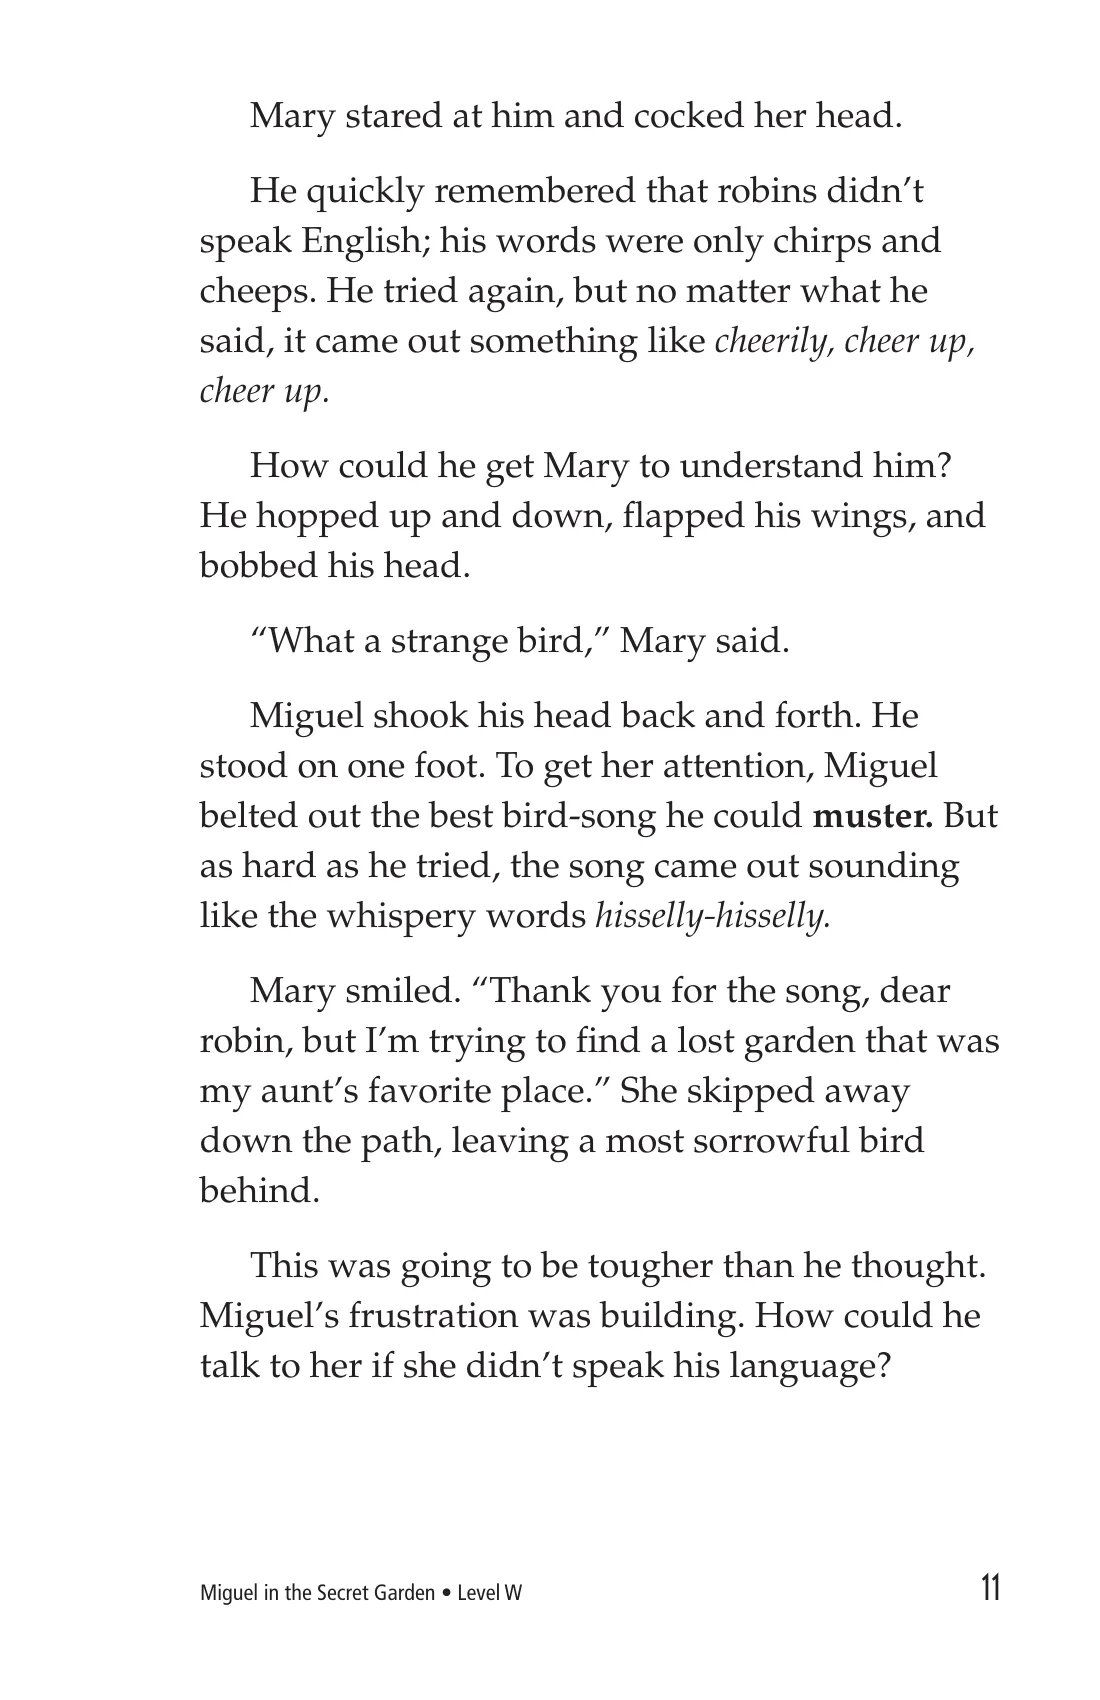 Mary stared at him and cocked her head.
He quickly remembered that robins didn’t
speak English; his words were only chirps and
cheeps. He tried again, but no matter what he
said, it came out something like cheerily, cheer up,
cheer up.
How could he get Mary to understand him?
He hopped up and down, flapped his wings, and
bobbed his head.
“What a strange bird,” Mary said.
Miguel shook his head back and forth. He
stood on one foot. To get her attention, Miguel
belted out the best bird-song he could muster. But
as hard as he tried, the song came out sounding
like the whispery words hisselly-hisselly.
Mary smiled. “Thank you for the song, dear
robin, but I’m trying to find a lost garden that was
my aunt’s favorite place.” She skipped away
down the path, leaving a most sorrowful bird
behind.
This was going to be tougher than he thought.
Miguel’s frustration was building. How could he
talk to her if she didn’t speak his language?
Miguel in the Secret Garden • Level W 11